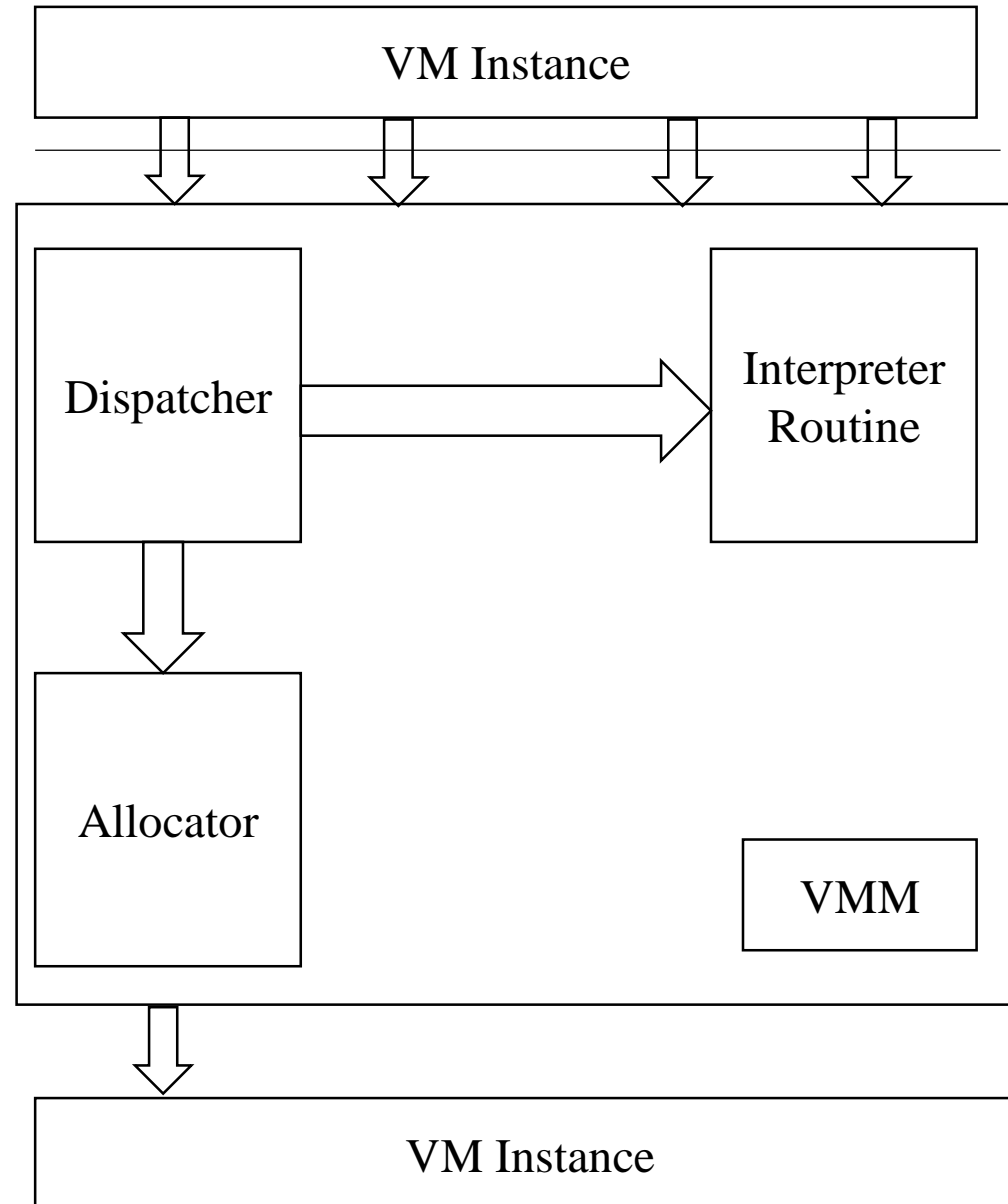 VM Instance
Dispatcher
Interpreter
Routine
Allocator
VMM
VM Instance